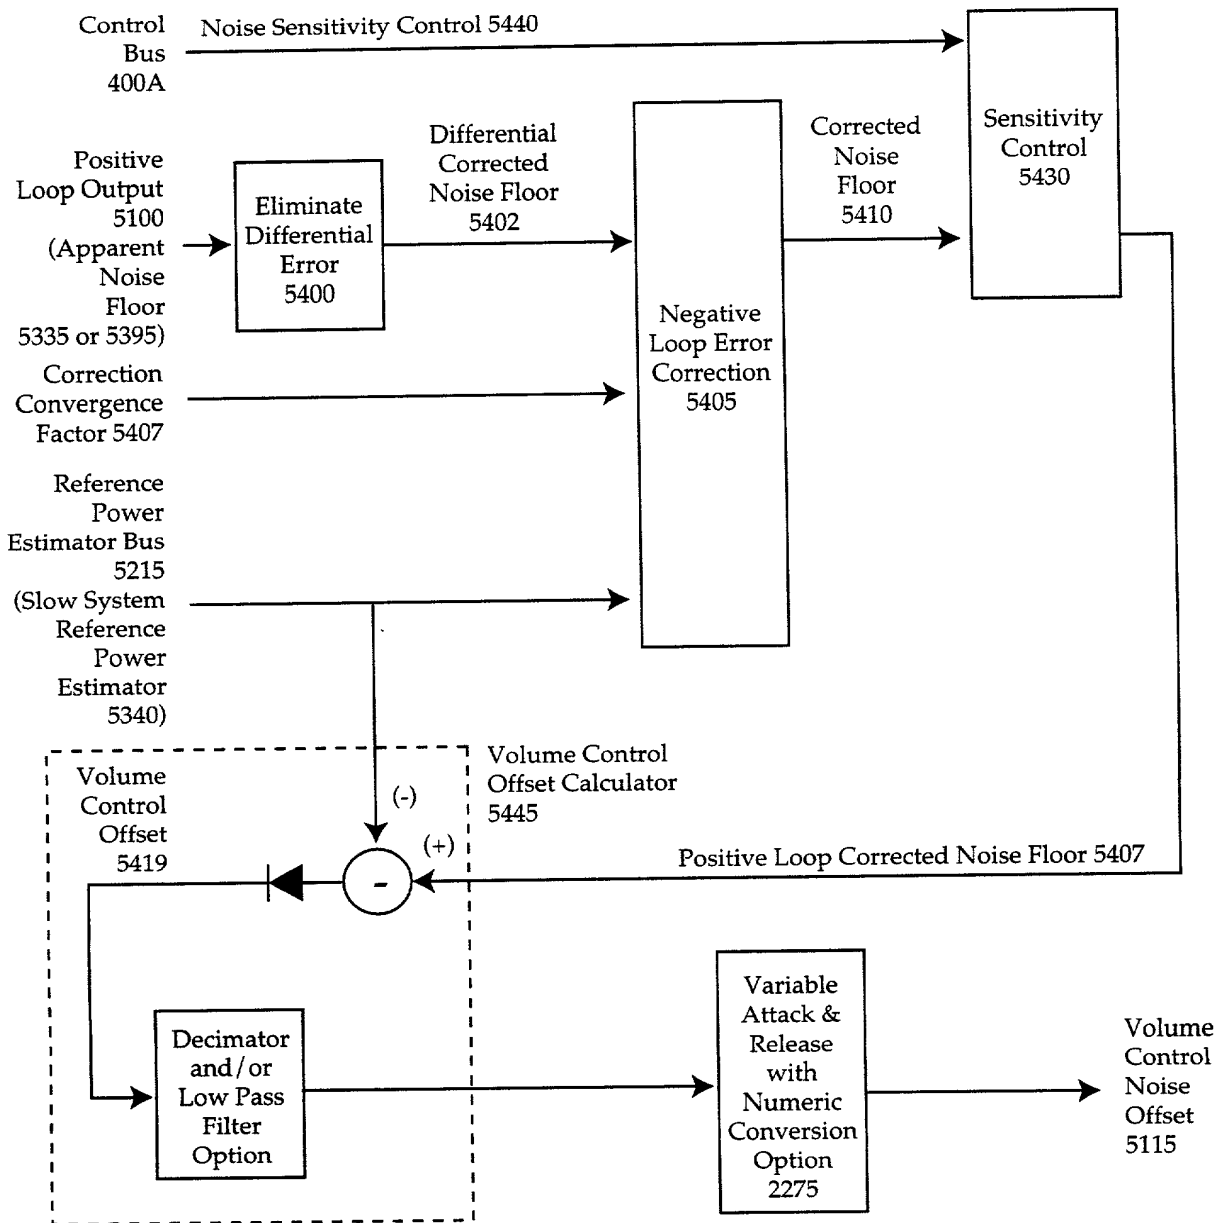 Control
Bus
400A
Noise Sensitivity Control 5440
Sensitivity
Control
5430
Positive
Loop Output
5100
(Apparent
Noise
Floor
5335 or 5395)
Eliminate
Differential
Error
5400
Differential
Corrected
Noise Floor
5402
Corrected
Noise
Floor
5410
Negative
Loop Error
Correction
5405
Correction
Convergence
Factor 5407
Reference
Power
Estimator Bus
5215
(Slow System
Reference
Power
Estimator
5340)
Volume Control
Offset Calculator
5445
Volume
Control
Offset
5419
(-)
(+)
-
Positive Loop Corrected Noise Floor 5407
Decimator
and/or
Low Pass
Filter
Option
Variable
Attack &
Release
with
Numeric
Conversion
Option
2275
Volume
Control
Noise
Offset
5115